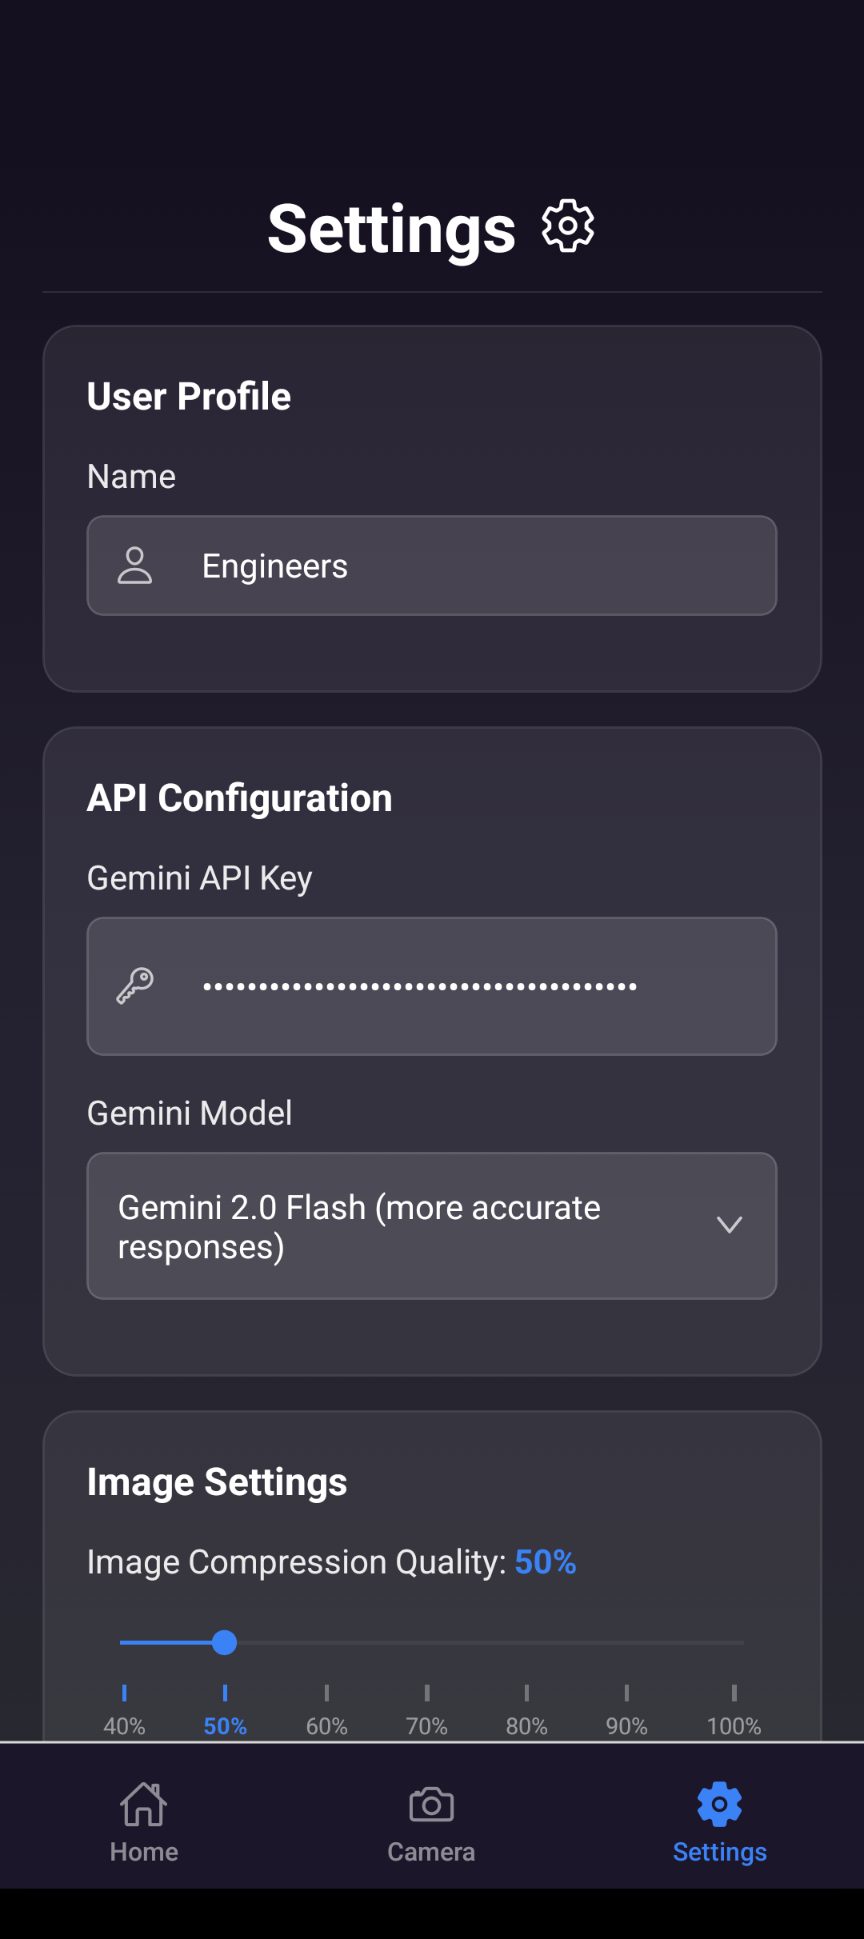 Settings
User Profile
Name
Engineers
API Configuration
Gemini API Key
•••••••••••••••••••••••••••••••••••••••
Gemini Model
Gemini 2.0 Flash (more accurate
responses)
Image Settings
Image Compression Quality: 50%
40% 50% 60% 70% 80% 90% 100%
Home Camera Settings